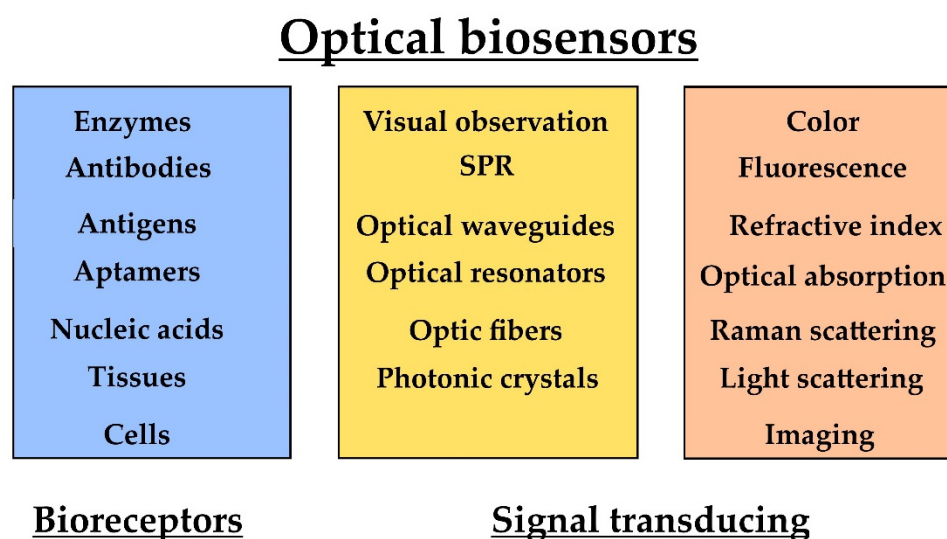 Optical biosensors
Enzymes
Antibodies
Antigens
Aptamers
Nucleic acids
Tissues
Cells
Visual observation
SPR
Optical waveguides
Optical resonators
Optic fibers
Photonic crystals
Color
Fluorescence
Refractive index
Optical absorption
Raman scattering
Light scattering
Imaging
Bioreceptors
Signal transducing